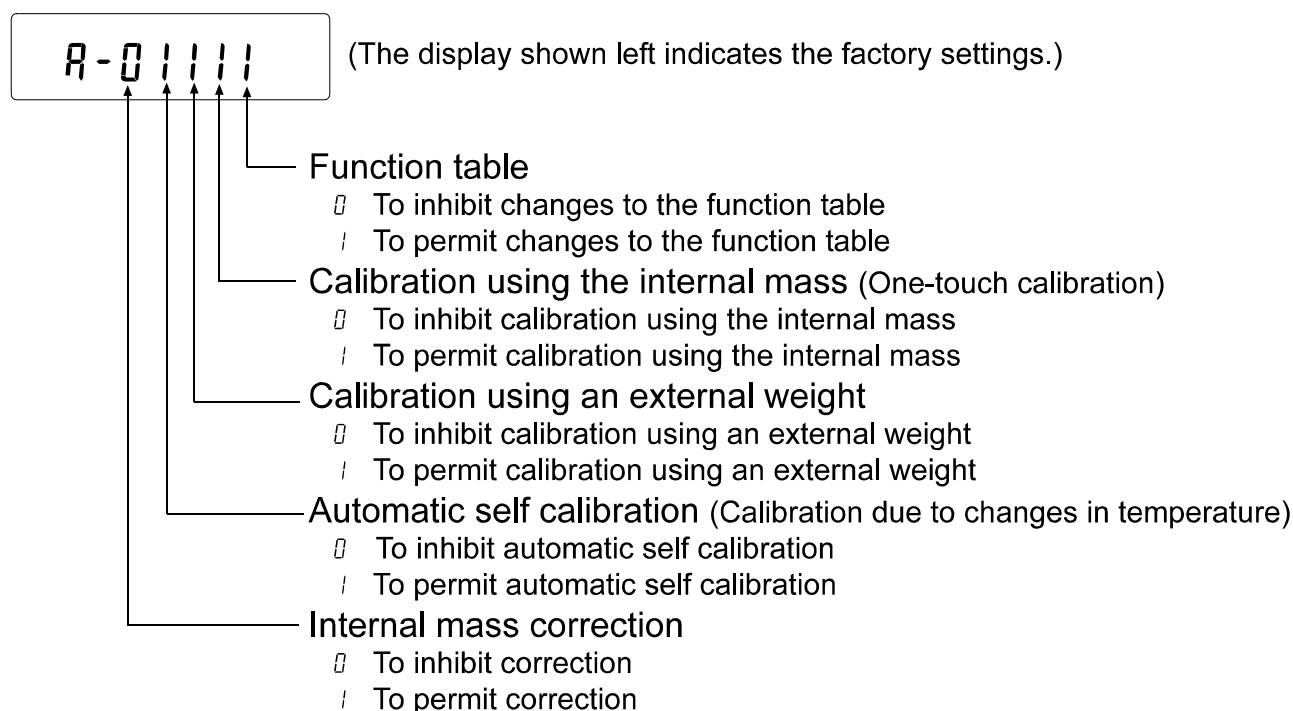 A-01111
(The display shown left indicates the factory settings.)
Function table
0 To inhibit changes to the function table
1 To permit changes to the function table
Calibration using the internal mass (One-touch calibration)
0 To inhibit calibration using the internal mass
1 To permit calibration using the internal mass
Calibration using an external weight
0 To inhibit calibration using an external weight
1 To permit calibration using an external weight
Automatic self calibration (Calibration due to changes in temperature)
0 To inhibit automatic self calibration
1 To permit automatic self calibration
Internal mass correction
0 To inhibit correction
1 To permit correction